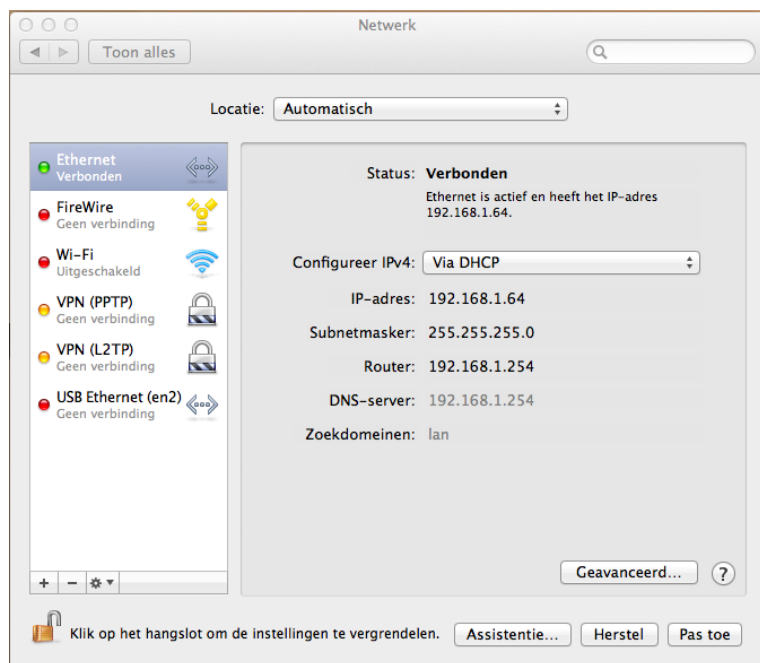 Netwerk
Toon alles
Locatie: Automatisch
Ethernet
Verbonden
FireWire
Geen verbinding
Wi-Fi
Uitgeschakeld
VPN (PPTP)
Geen verbinding
VPN (L2TP)
Geen verbinding
USB Ethernet (en2)
Geen verbinding
Status: Verbonden
Ethernet is actief en heeft het IP-adres
192.168.1.64.
Configureer IPv4: Via DHCP
IP-adres: 192.168.1.64
Subnetmasker: 255.255.255.0
Router: 192.168.1.254
DNS-server: 192.168.1.254
Zoekdomeinen: lan
Geavanceerd... ?
Klik op het hangslot om de instellingen te vergrendelen. Assistentie... Herstel Pas toe